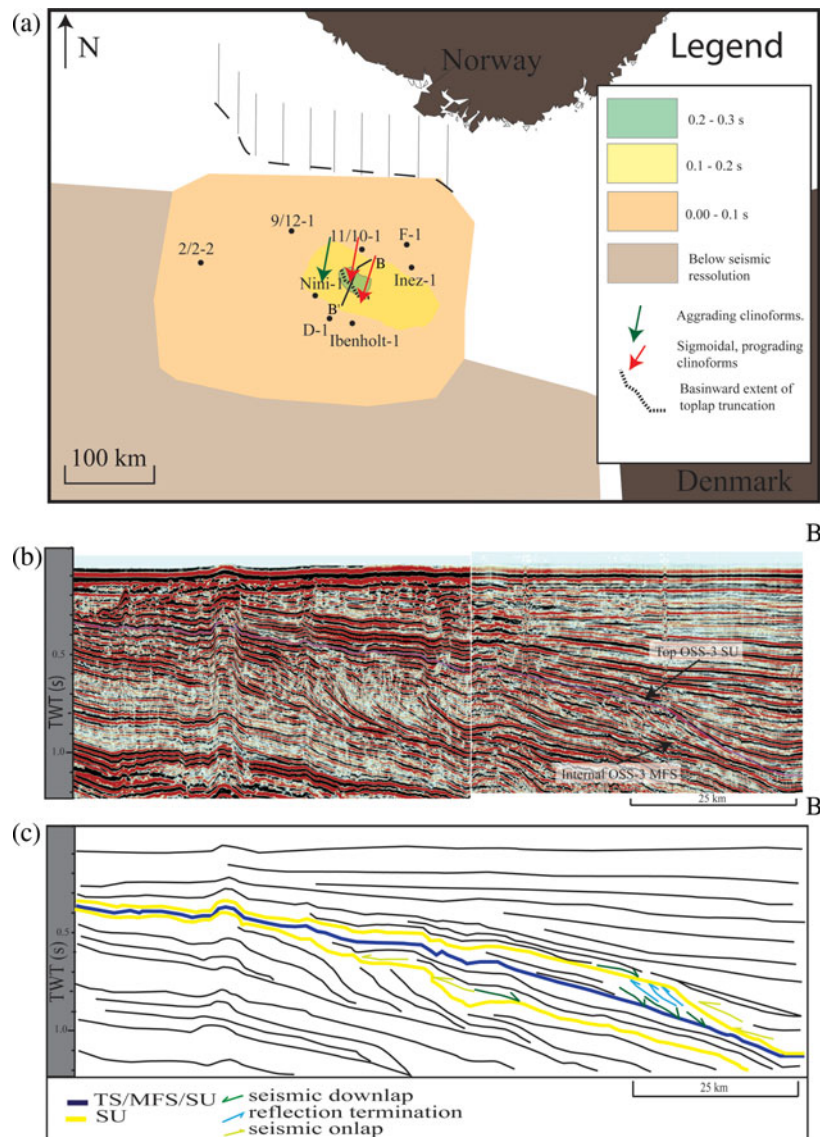 (a)
N
Norway
Legend
0.2 - 0.3 s
0.1 - 0.2 s
0.00 - 0.1 s
Below seismic
ressolution
Aggrading clinoforms.
Sigmoidal, prograding
clinoforms
Basinward extent of
toplap truncation
9/12-1
11/10-1
F-1
2/2-2
B
Nini-1
Inez-1
B'
D-1
Ibenholt-1
100 km
Denmark
B
(b)
TWT (s)
0.5
1.0
Top OSS-3 SU
Internal OSS-3 MFS
25 km
B
(c)
TWT (s)
0.5
1.0
25 km
TS/MFS/SU
SU
seismic downlap
reflection termination
seismic onlap